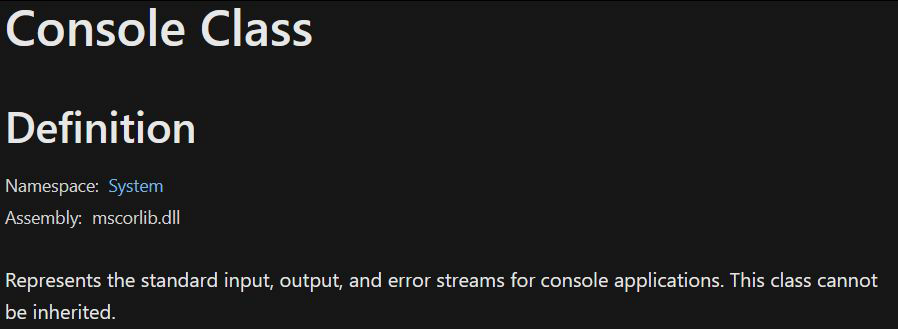 Console Class
Definition
Namespace: System
Assembly: mscorlib.dll
Represents the standard input, output, and error streams for console applications. This class cannot
be inherited.